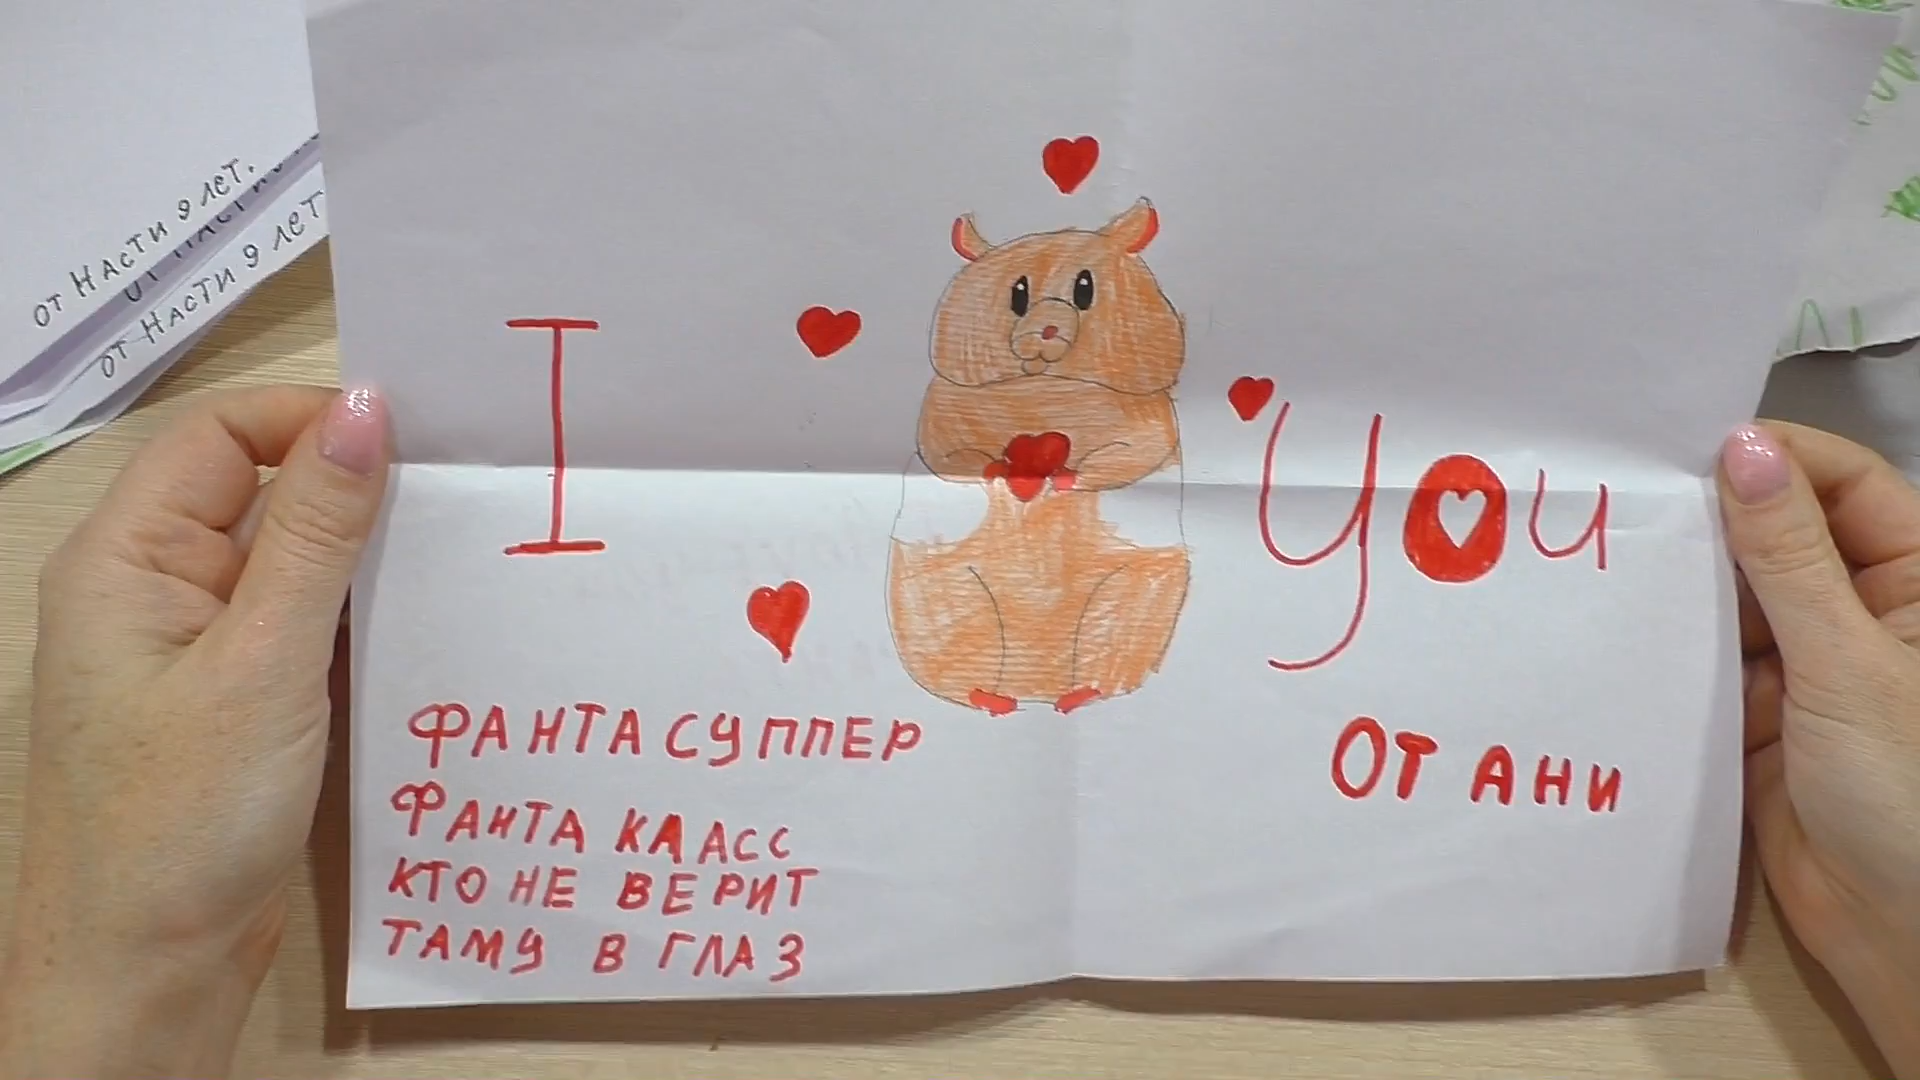 от Насти 9 лет.
от Насти 9 лет
I You
ФАНТА СУППЕР
ФАНТА КЛАСС
КТО НЕ ВЕРИТ
ТАМУ В ГЛАЗ
ОТ АНИ